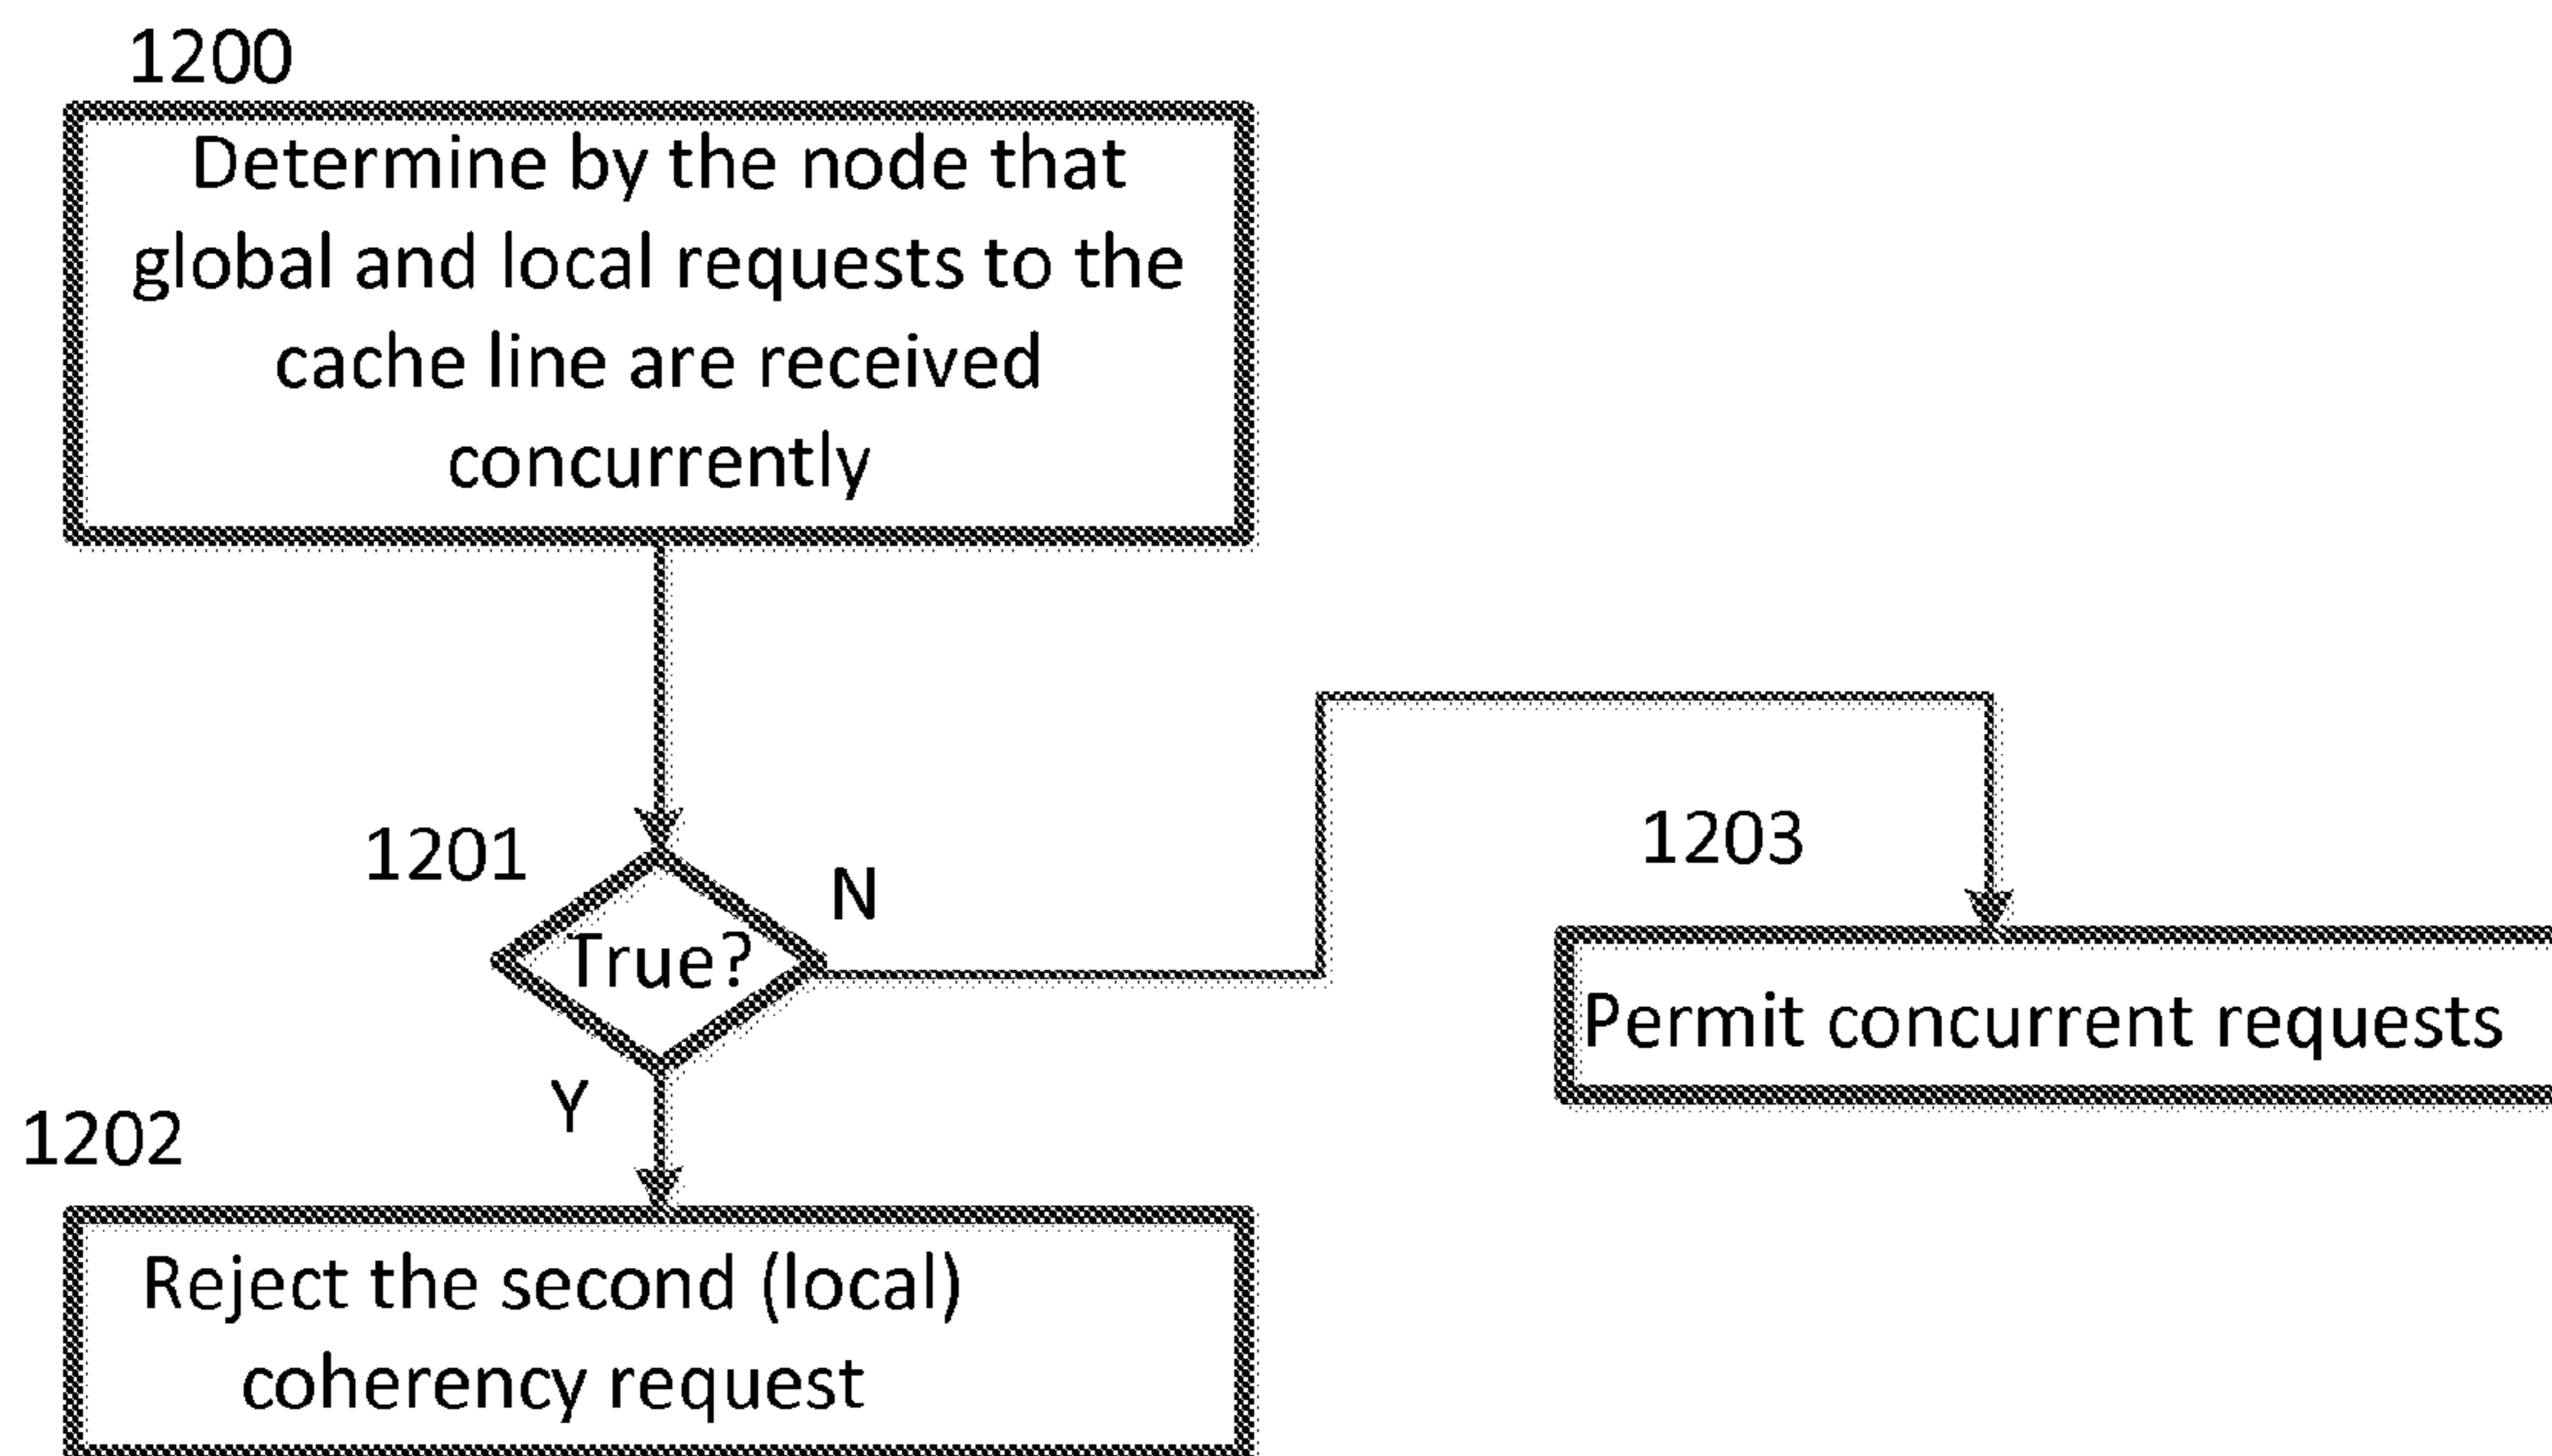 1200
Determine by the node that
global and local requests to the
cache line are received
concurrently
1201
True?
N
Y
1203
Permit concurrent requests
1202
Reject the second (local)
coherency request